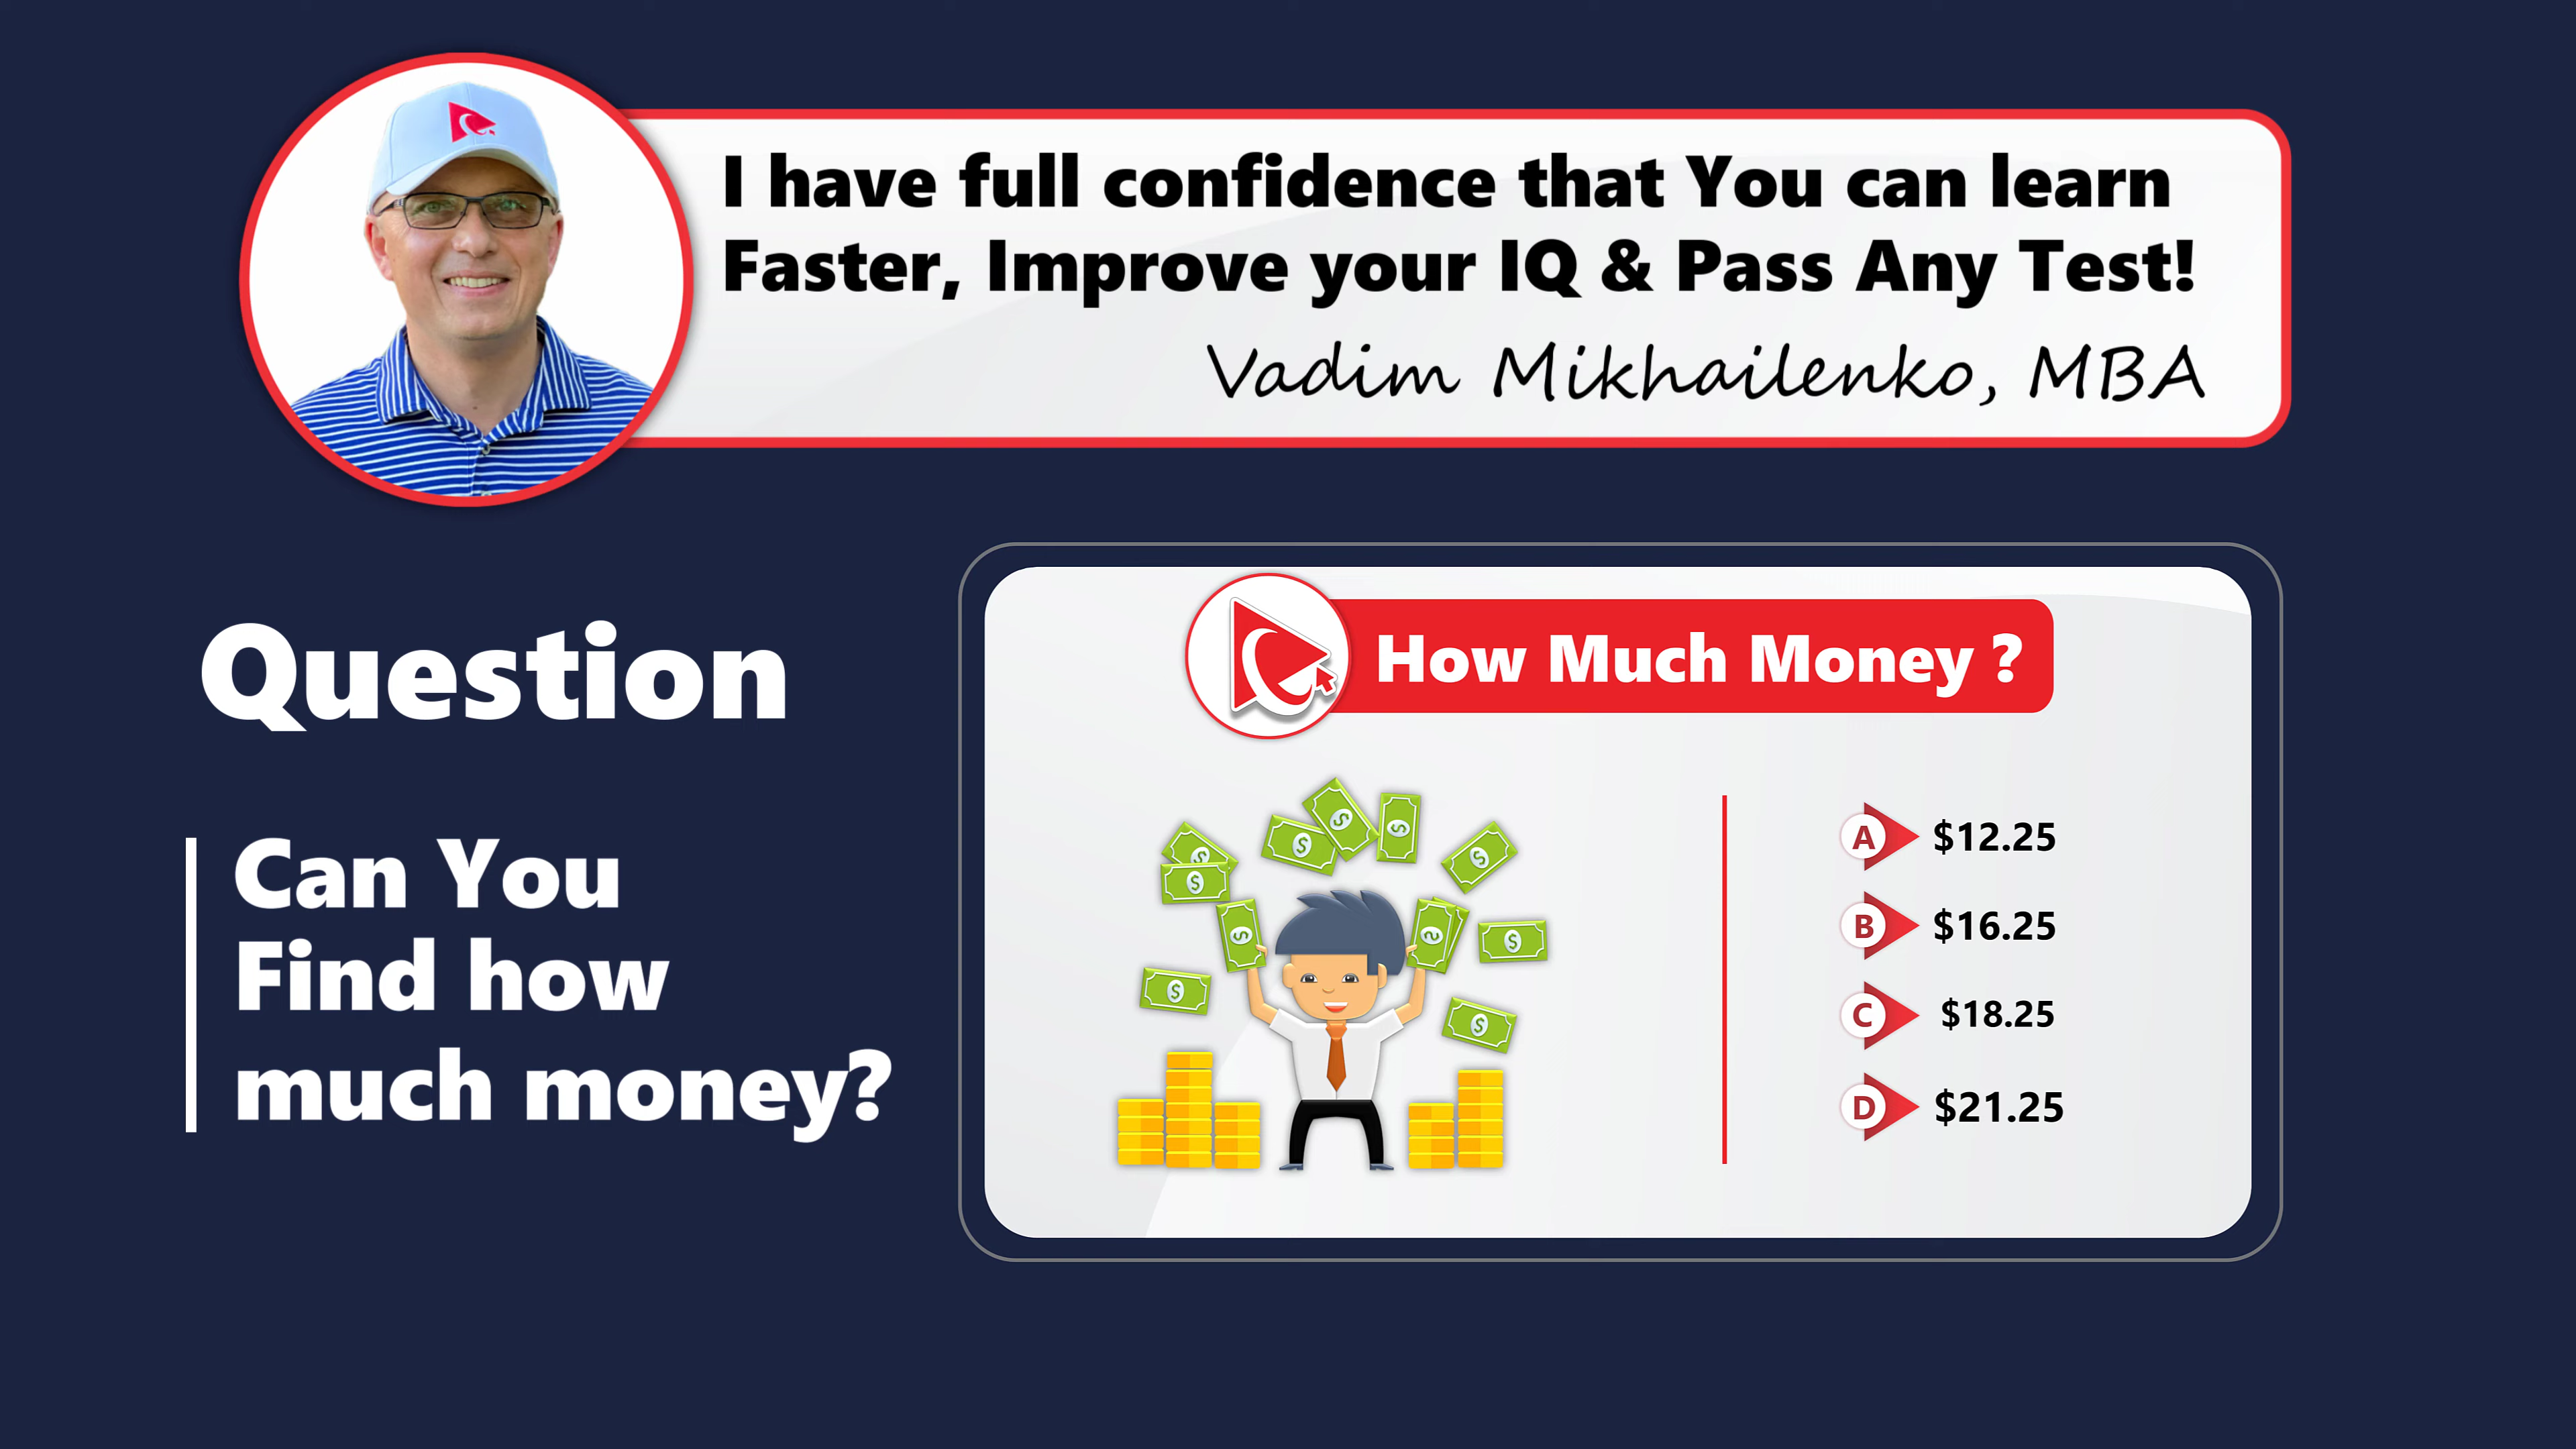 I have full confidence that You can learn
Faster, Improve your IQ & Pass Any Test!
Vadim Mikhailenko, MBA
Question
Can You
Find how
much money?
How Much Money ?
A $12.25
B $16.25
C $18.25
D $21.25